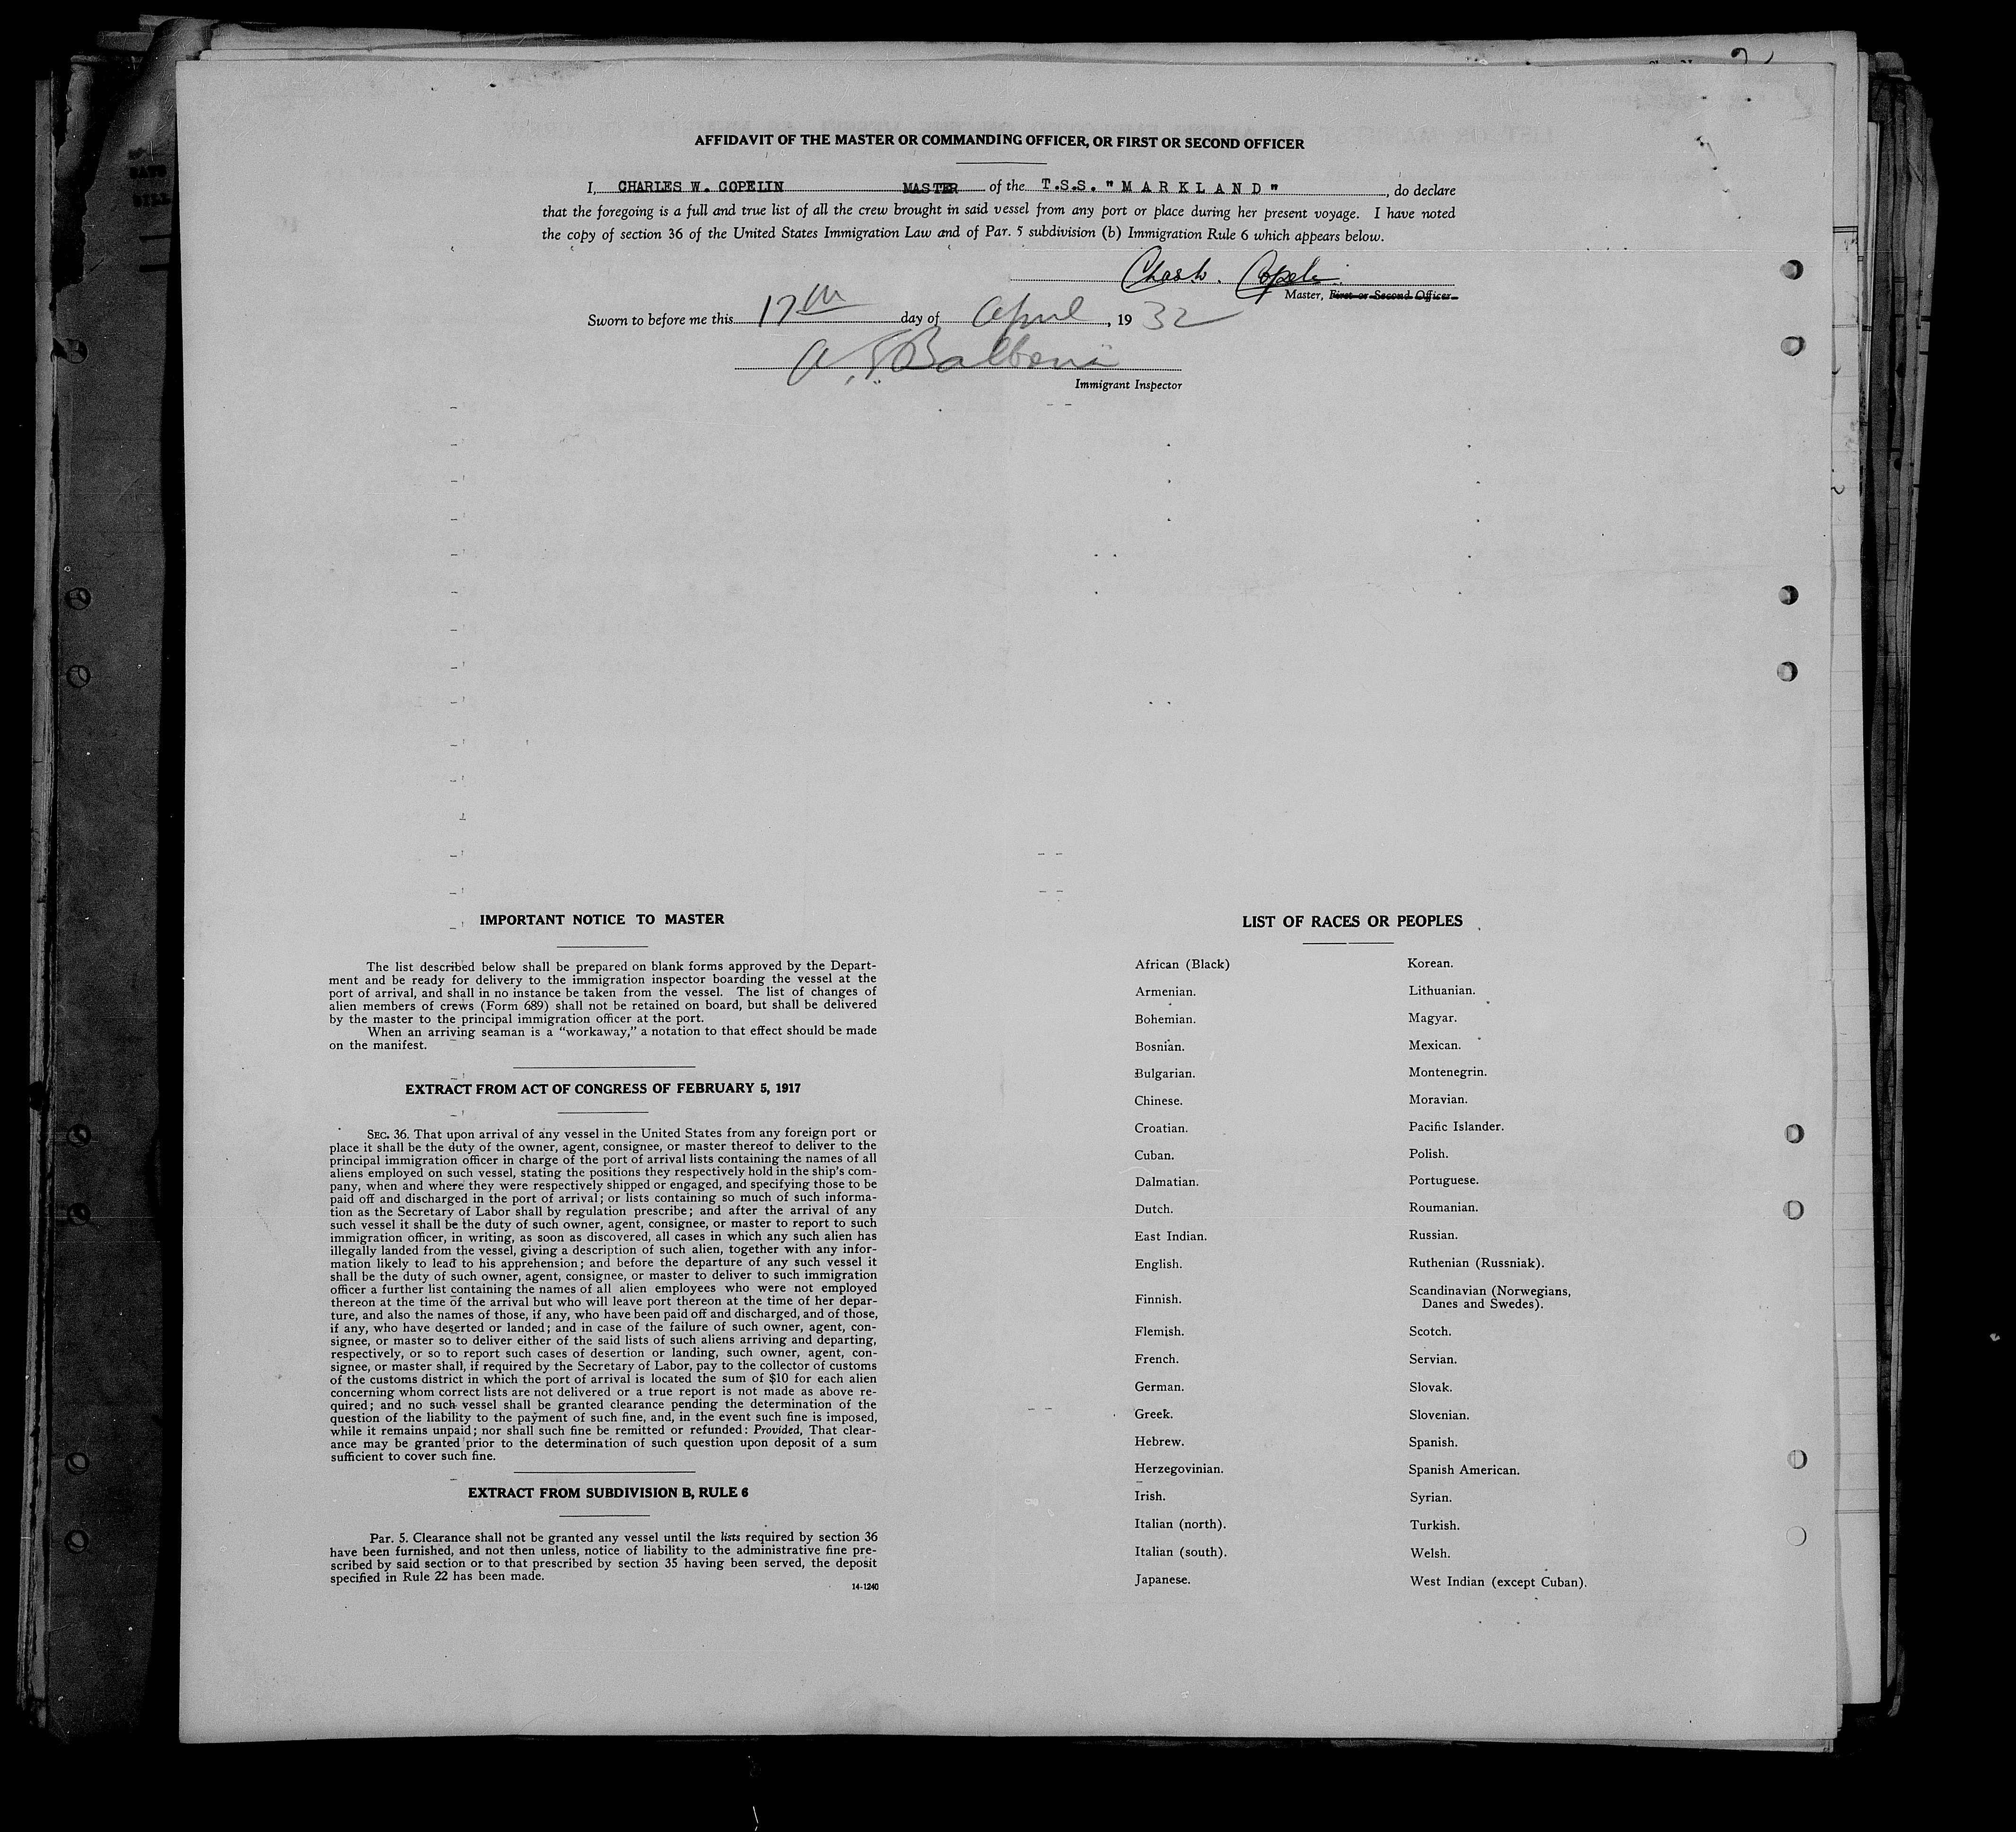 AFFIDAVIT OF THE MASTER OR COMMANDING OFFICER, OR FIRST OR SECOND OFFICER
I, CHARLES W. COPELIN MASTER of the T.S.S. "MARKLAND", do declare
that the foregoing is a full and true list of all the crew brought in said vessel from any port or place during her present voyage. I have noted
the copy of section 36 of the United States Immigration Law and of Par. 5 subdivision (b) Immigration Rule 6 which appears below.
Master, First or Second Officer
Sworn to before me this 17th day of April, 1932
Immigrant Inspector
IMPORTANT NOTICE TO MASTER
The list described below shall be prepared on blank forms approved by the Depart-
ment and be ready for delivery to the immigration inspector boarding the vessel at the
port of arrival, and shall in no instance be taken from the vessel. The list of changes of
alien members of crews (Form 689) shall not be retained on board, but shall be delivered
by the master to the principal immigration officer at the port.
When an arriving seaman is a "workaway," a notation to that effect should be made
on the manifest.
EXTRACT FROM ACT OF CONGRESS OF FEBRUARY 5, 1917
SEC. 36. That upon arrival of any vessel in the United States from any foreign port or
place it shall be the duty of the owner, agent, consignee, or master thereof to deliver to the
principal immigration officer in charge of the port of arrival lists containing the names of all
aliens employed on such vessel, stating the positions they respectively hold in the ship's com-
pany, when and where they were respectively shipped or engaged, and specifying those to be
paid off and discharged in the port of arrival; or lists containing so much of such informa-
tion as the Secretary of Labor shall by regulation prescribe; and after the arrival of any
such vessel it shall be the duty of such owner, agent, consignee, or master to report to such
immigration officer, in writing, as soon as discovered, all cases in which any such alien has
illegally landed from the vessel, giving a description of such alien, together with any infor-
mation likely to lead to his apprehension; and before the departure of any such vessel it
shall be the duty of such owner, agent, consignee, or master to deliver to such immigration
officer a further list containing the names of all alien employees who were not employed
thereon at the time of the arrival but who will leave port thereon at the time of her depar-
ture, and also the names of those, if any, who have been paid off and discharged, and of those,
if any, who have deserted or landed; and in case of the failure of such owner, agent, con-
signee, or master so to deliver either of the said lists of such aliens arriving and departing,
respectively, or so to report such cases of desertion or landing, such owner, agent, con-
signee, or master shall, if required by the Secretary of Labor, pay to the collector of customs
of the customs district in which the port of arrival is located the sum of $10 for each alien
concerning whom correct lists are not delivered or a true report is not made as above re-
quired; and no such vessel shall be granted clearance pending the determination of the
question of the liability to the payment of such fine, and, in the event such fine is imposed,
while it remains unpaid; nor shall such fine be remitted or refunded: Provided, That clear-
ance may be granted prior to the determination of such question upon deposit of a sum
sufficient to cover such fine.
EXTRACT FROM SUBDIVISION B, RULE 6
Par. 5. Clearance shall not be granted any vessel until the lists required by section 36
have been furnished, and not then unless, notice of liability to the administrative fine pre-
scribed by said section or to that prescribed by section 35 having been served, the deposit
specified in Rule 22 has been made.
14-1240
LIST OF RACES OR PEOPLES
African (Black)
Armenian.
Bohemian.
Bosnian.
Bulgarian.
Chinese.
Croatian.
Cuban.
Dalmatian.
Dutch.
East Indian.
English.
Finnish.
Flemish.
French.
German.
Greek.
Hebrew.
Herzegovinian.
Irish.
Italian (north).
Italian (south).
Japanese.
Korean.
Lithuanian.
Magyar.
Mexican.
Montenegrin.
Moravian.
Pacific Islander.
Polish.
Portuguese.
Roumanian.
Russian.
Ruthenian (Russniak).
Scandinavian (Norwegians,
Danes and Swedes).
Scotch.
Servian.
Slovak.
Slovenian.
Spanish.
Spanish American.
Syrian.
Turkish.
Welsh.
West Indian (except Cuban).